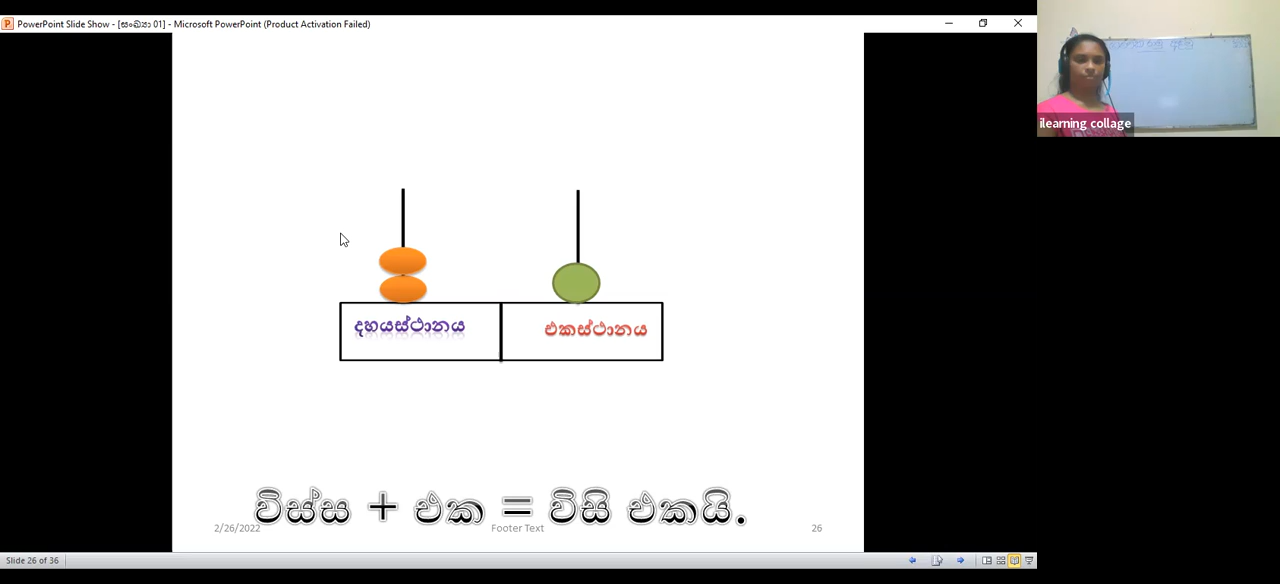 PowerPoint Slide Show - [සංඛ්‍යා 01] - Microsoft PowerPoint (Product Activation Failed)
ilearning collage
දහයස්ථානය
එකස්ථානය
විස්ස + එක = විසි එකයි.
2/26/2022
Footer Text
26
Slide 26 of 36